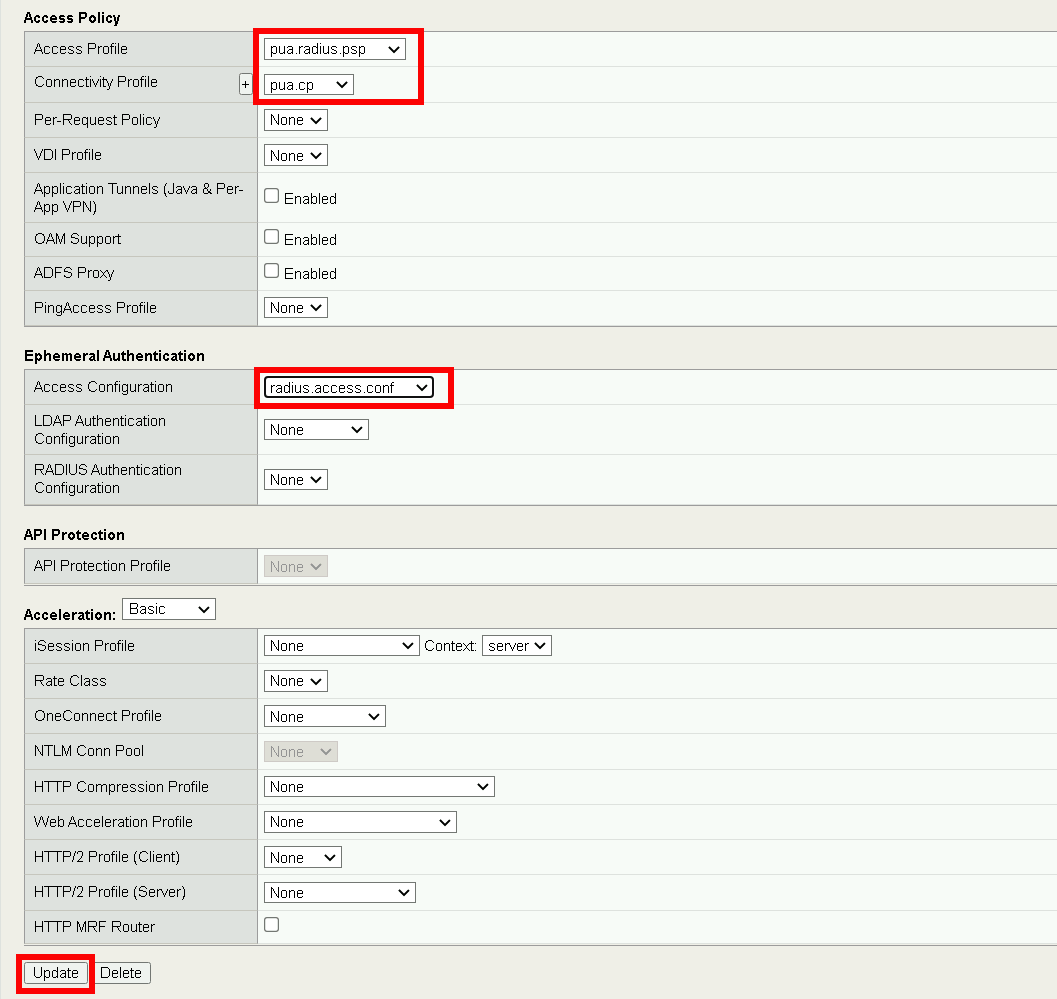 Access Policy
Access Profile pua.radius.psp
Connectivity Profile + pua.cp
Per-Request Policy None
VDI Profile None
Application Tunnels (Java & Per-
App VPN) Enabled
OAM Support Enabled
ADFS Proxy Enabled
PingAccess Profile None
Ephemeral Authentication
Access Configuration radius.access.conf
LDAP Authentication
Configuration None
RADIUS Authentication
Configuration None
API Protection
API Protection Profile None
Acceleration: Basic
iSession Profile None Context: server
Rate Class None
OneConnect Profile None
NTLM Conn Pool None
HTTP Compression Profile None
Web Acceleration Profile None
HTTP/2 Profile (Client) None
HTTP/2 Profile (Server) None
HTTP MRF Router
Update Delete